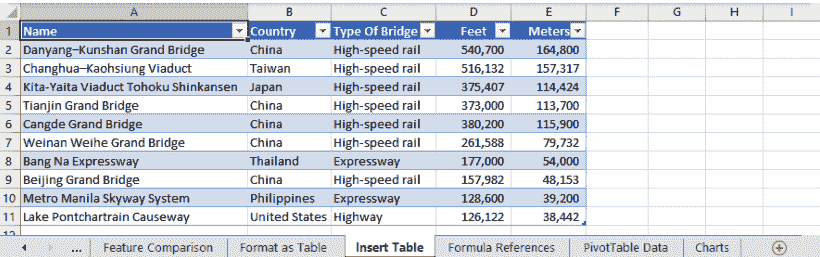 A B C D E F G H I
1 Name Country Type Of Bridge Feet Meters
2 Danyang–Kunshan Grand Bridge China High-speed rail 540,700 164,800
3 Changhua–Kaohsiung Viaduct Taiwan High-speed rail 516,132 157,317
4 Kita-Yaita Viaduct Tohoku Shinkansen Japan High-speed rail 375,407 114,424
5 Tianjin Grand Bridge China High-speed rail 373,000 113,700
6 Cangde Grand Bridge China High-speed rail 380,200 115,900
7 Weinan Weihe Grand Bridge China High-speed rail 261,588 79,732
8 Bang Na Expressway Thailand Expressway 177,000 54,000
9 Beijing Grand Bridge China High-speed rail 157,982 48,153
10 Metro Manila Skyway System Philippines Expressway 128,600 39,200
11 Lake Pontchartrain Causeway United States Highway 126,122 38,442
... Feature Comparison Format as Table Insert Table Formula References PivotTable Data Charts